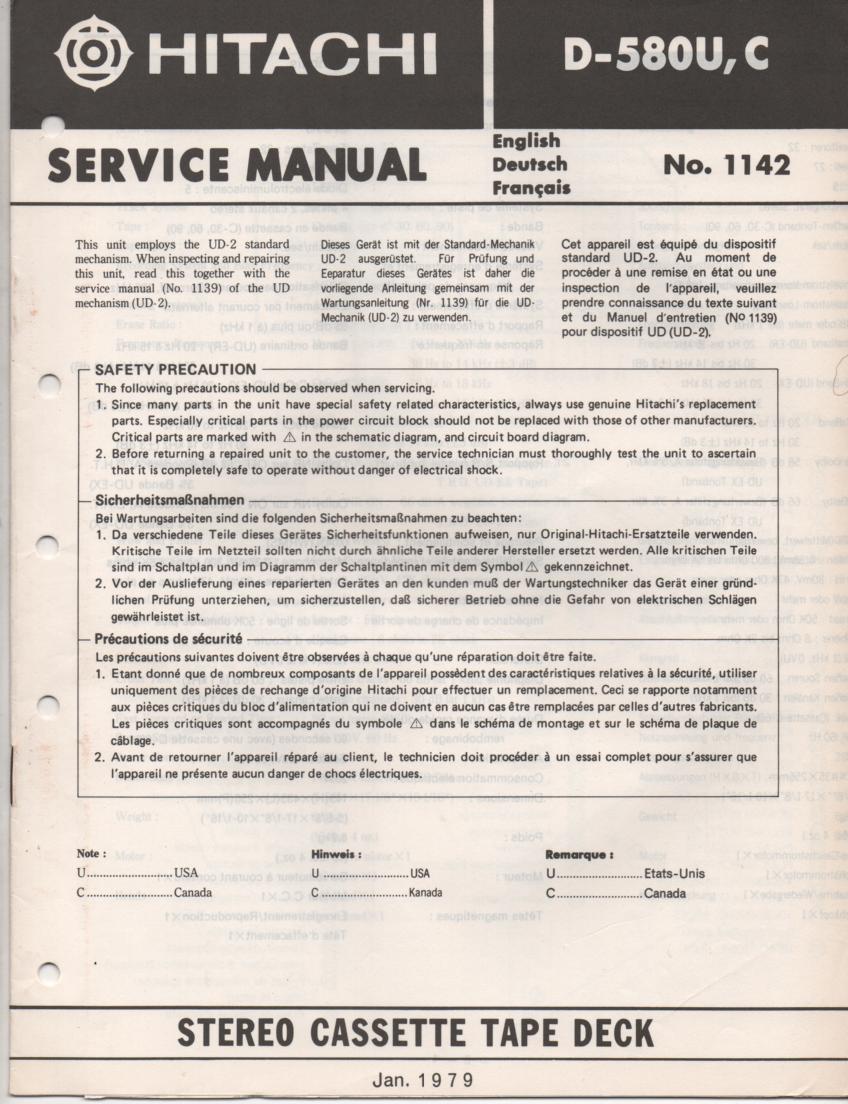 HITACHI
D-580U, C
SERVICE MANUAL
English
Deutsch
Français
No. 1142
This unit employs the UD-2 standard
mechanism. When inspecting and repairing
this unit, read this together with the
service manual (No. 1139) of the UD
mechanism (UD-2).
Dieses Gerät ist mit der Standard-Mechanik
UD-2 ausgerüstet. Für Prüfung und
Eeparatur dieses Gerätes ist daher die
vorliegende Anleitung gemeinsam mit der
Wartungsanleitung (Nr. 1139) für die UD-
Mechanik (UD-2) zu verwenden.
Cet appareil est équipé du dispositif
standard UD-2. Au moment de
procéder à une remise en état ou une
inspection de l'appareil, veuillez
prendre connaissance du texte suivant
et du Manuel d'entretien (Nº 1139)
pour dispositif UD (UD-2).
SAFETY PRECAUTION
The following precautions should be observed when servicing.
1. Since many parts in the unit have special safety related characteristics, always use genuine Hitachi's replacement
parts. Especially critical parts in the power circuit block should not be replaced with those of other manufacturers.
Critical parts are marked with ⚠ in the schematic diagram, and circuit board diagram.
2. Before returning a repaired unit to the customer, the service technician must thoroughly test the unit to ascertain
that it is completely safe to operate without danger of electrical shock.
Sicherheitsmaßnahmen
Bei Wartungsarbeiten sind die folgenden Sicherheitsmaßnahmen zu beachten:
1. Da verschiedene Teile dieses Gerätes Sicherheitsfunktionen aufweisen, nur Original-Hitachi-Ersatzteile verwenden.
Kritische Teile im Netzteil sollten nicht durch ähnliche Teile anderer Hersteller ersetzt werden. Alle kritischen Teile
sind im Schaltplan und im Diagramm der Schaltplantinen mit dem Symbol ⚠ gekennzeichnet.
2. Vor der Auslieferung eines reparierten Gerätes an den kunden muß der Wartungstechniker das Gerät einer gründ-
lichen Prüfung unterziehen, um sicherzustellen, daß sicherer Betrieb ohne die Gefahr von elektrischen Schlägen
gewährleistet ist.
Précautions de sécurité
Les précautions suivantes doivent être observées à chaque qu'une réparation doit être faite.
1. Etant donné que de nombreux composants de l'appareil possèdent des caractéristiques relatives à la sécurité, utiliser
uniquement des pièces de rechange d'origine Hitachi pour effectuer un remplacement. Ceci se rapporte notamment
aux pièces critiques du bloc d'alimentation qui ne doivent en aucun cas être remplacées par celles d'autres fabricants.
Les pièces critiques sont accompagnés du symbole ⚠ dans le schéma de montage et sur le schéma de plaque de
câblage.
2. Avant de retourner l'appareil réparé au client, le technicien doit procéder à un essai complet pour s'assurer que
l'appareil ne présente aucun danger de chocs électriques.
Note :
U..........................USA
C..........................Canada
Hinweis :
U..........................USA
C..........................Kanada
Remarque :
U..........................Etats-Unis
C..........................Canada
STEREO CASSETTE TAPE DECK
Jan. 1979